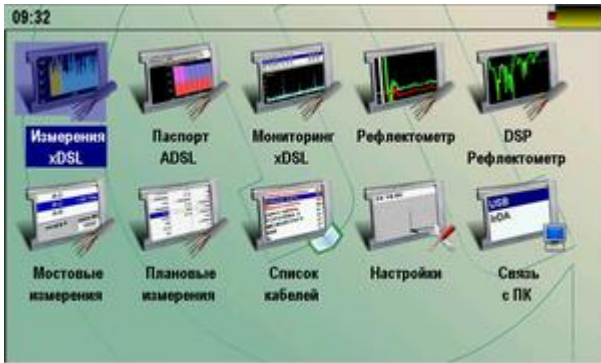 09:32
Измерения xDSL
Паспорт ADSL
Мониторинг xDSL
Рефлектометр
DSP Рефлектометр
USB
IrDA
Мостовые измерения
Плановые измерения
Список кабелей
Настройки
Связь с ПК